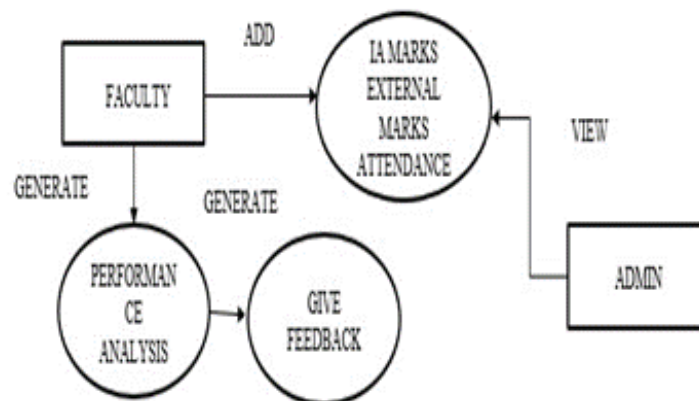 ADD
FACULTY
IA MARKS
EXTERNAL
MARKS
ATTENDANCE
VIEW
GENERATE
GENERATE
PERFORMAN
CE
ANALYSIS
GIVE
FEEDBACK
ADMIN